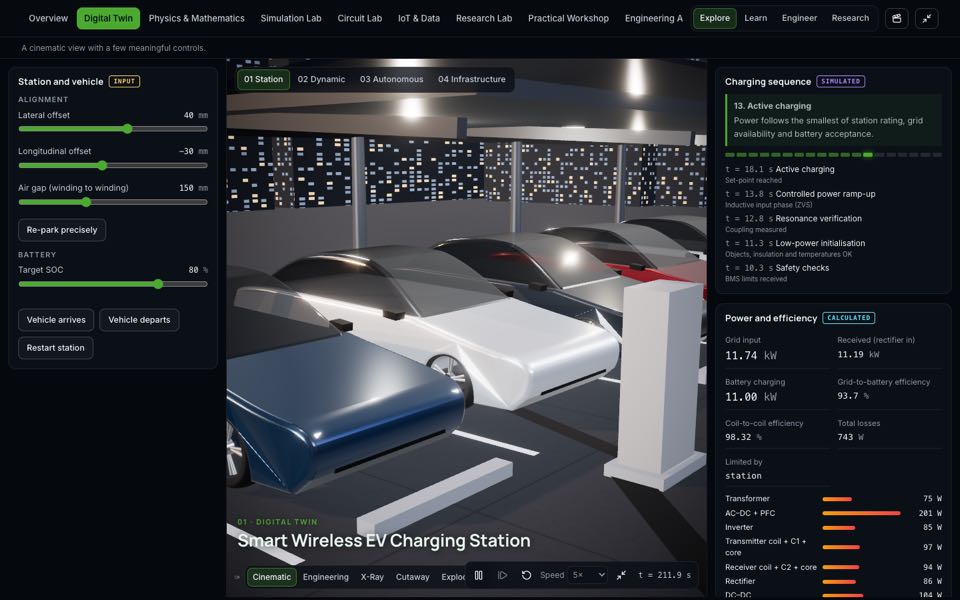 Overview Digital Twin Physics & Mathematics Simulation Lab Circuit Lab IoT & Data Research Lab Practical Workshop Engineering A Explore Learn Engineer Research
A cinematic view with a few meaningful controls.
Station and vehicle INPUT
ALIGNMENT
Lateral offset 40 mm
Longitudinal offset −30 mm
Air gap (winding to winding) 150 mm
Re-park precisely
BATTERY
Target SOC 80 %
Vehicle arrives Vehicle departs
Restart station
01 Station 02 Dynamic 03 Autonomous 04 Infrastructure
01 · DIGITAL TWIN
Smart Wireless EV Charging Station
Cinematic Engineering X-Ray Cutaway Explo Speed 5× t = 211.9 s
Charging sequence SIMULATED
13. Active charging
Power follows the smallest of station rating, grid
availability and battery acceptance.
t = 18.1 s Active charging
Set-point reached
t = 13.8 s Controlled power ramp-up
Inductive input phase (ZVS)
t = 12.8 s Resonance verification
Coupling measured
t = 11.3 s Low-power initialisation
Objects, insulation and temperatures OK
t = 10.3 s Safety checks
BMS limits received
Power and efficiency CALCULATED
Grid input Received (rectifier in)
11.74 kW 11.19 kW
Battery charging Grid-to-battery efficiency
11.00 kW 93.7 %
Coil-to-coil efficiency Total losses
98.32 % 743 W
Limited by
station
Transformer 75 W
AC–DC + PFC 201 W
Inverter 85 W
Transmitter coil + C1 +
core 97 W
Receiver coil + C2 + core 94 W
Rectifier 86 W
DC–DC 104 W